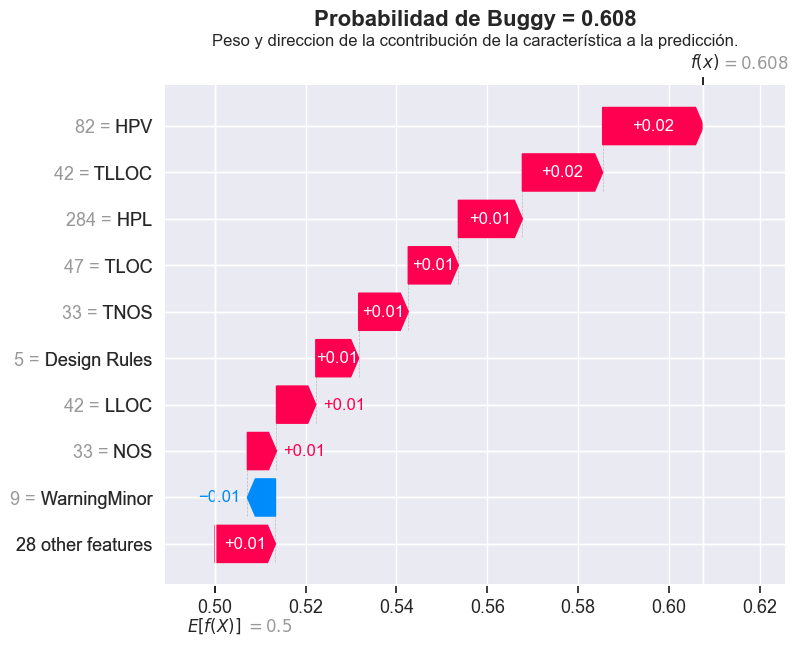 Probabilidad de Buggy = 0.608
Peso y direccion de la ccontribución de la característica a la predicción.
f(x) = 0.608
82 = HPV +0.02
42 = TLLOC +0.02
284 = HPL +0.01
47 = TLOC +0.01
33 = TNOS +0.01
5 = Design Rules +0.01
42 = LLOC +0.01
33 = NOS +0.01
9 = WarningMinor −0.01
28 other features +0.01
0.50 0.52 0.54 0.56 0.58 0.60 0.62
E[f(X)] = 0.5